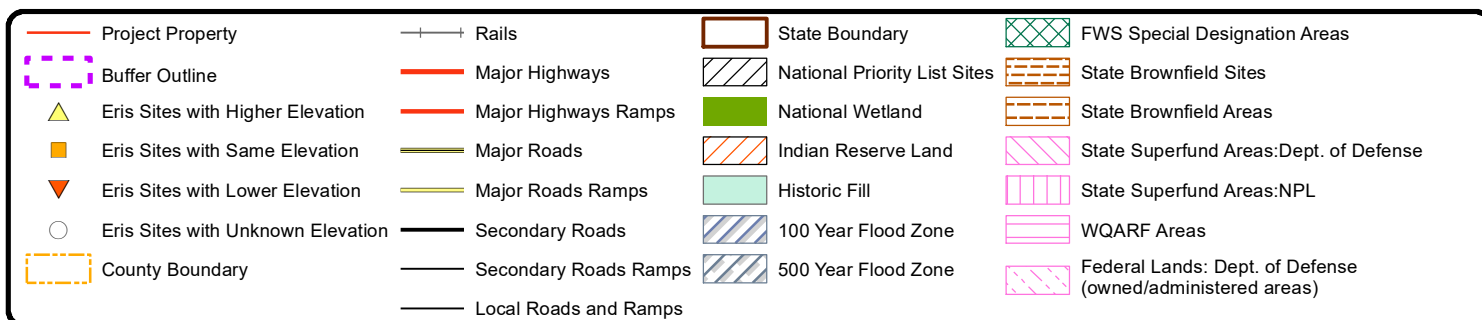 Project Property
Buffer Outline
Eris Sites with Higher Elevation
Eris Sites with Same Elevation
Eris Sites with Lower Elevation
Eris Sites with Unknown Elevation
County Boundary
Rails
Major Highways
Major Highways Ramps
Major Roads
Major Roads Ramps
Secondary Roads
Secondary Roads Ramps
Local Roads and Ramps
State Boundary
National Priority List Sites
National Wetland
Indian Reserve Land
Historic Fill
100 Year Flood Zone
500 Year Flood Zone
FWS Special Designation Areas
State Brownfield Sites
State Brownfield Areas
State Superfund Areas:Dept. of Defense
State Superfund Areas:NPL
WQARF Areas
Federal Lands: Dept. of Defense
(owned/administered areas)